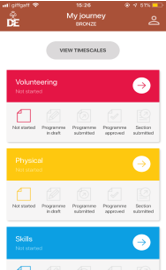 giffgaff
15:26
51%
My journey
DE
BRONZE
VIEW TIMESCALES
Volunteering
Not started
Not started
Programme in draft
Programme submitted
Programme approved
Section submitted
Physical
Not started
Not started
Programme in draft
Programme submitted
Programme approved
Section submitted
Skills
Not started